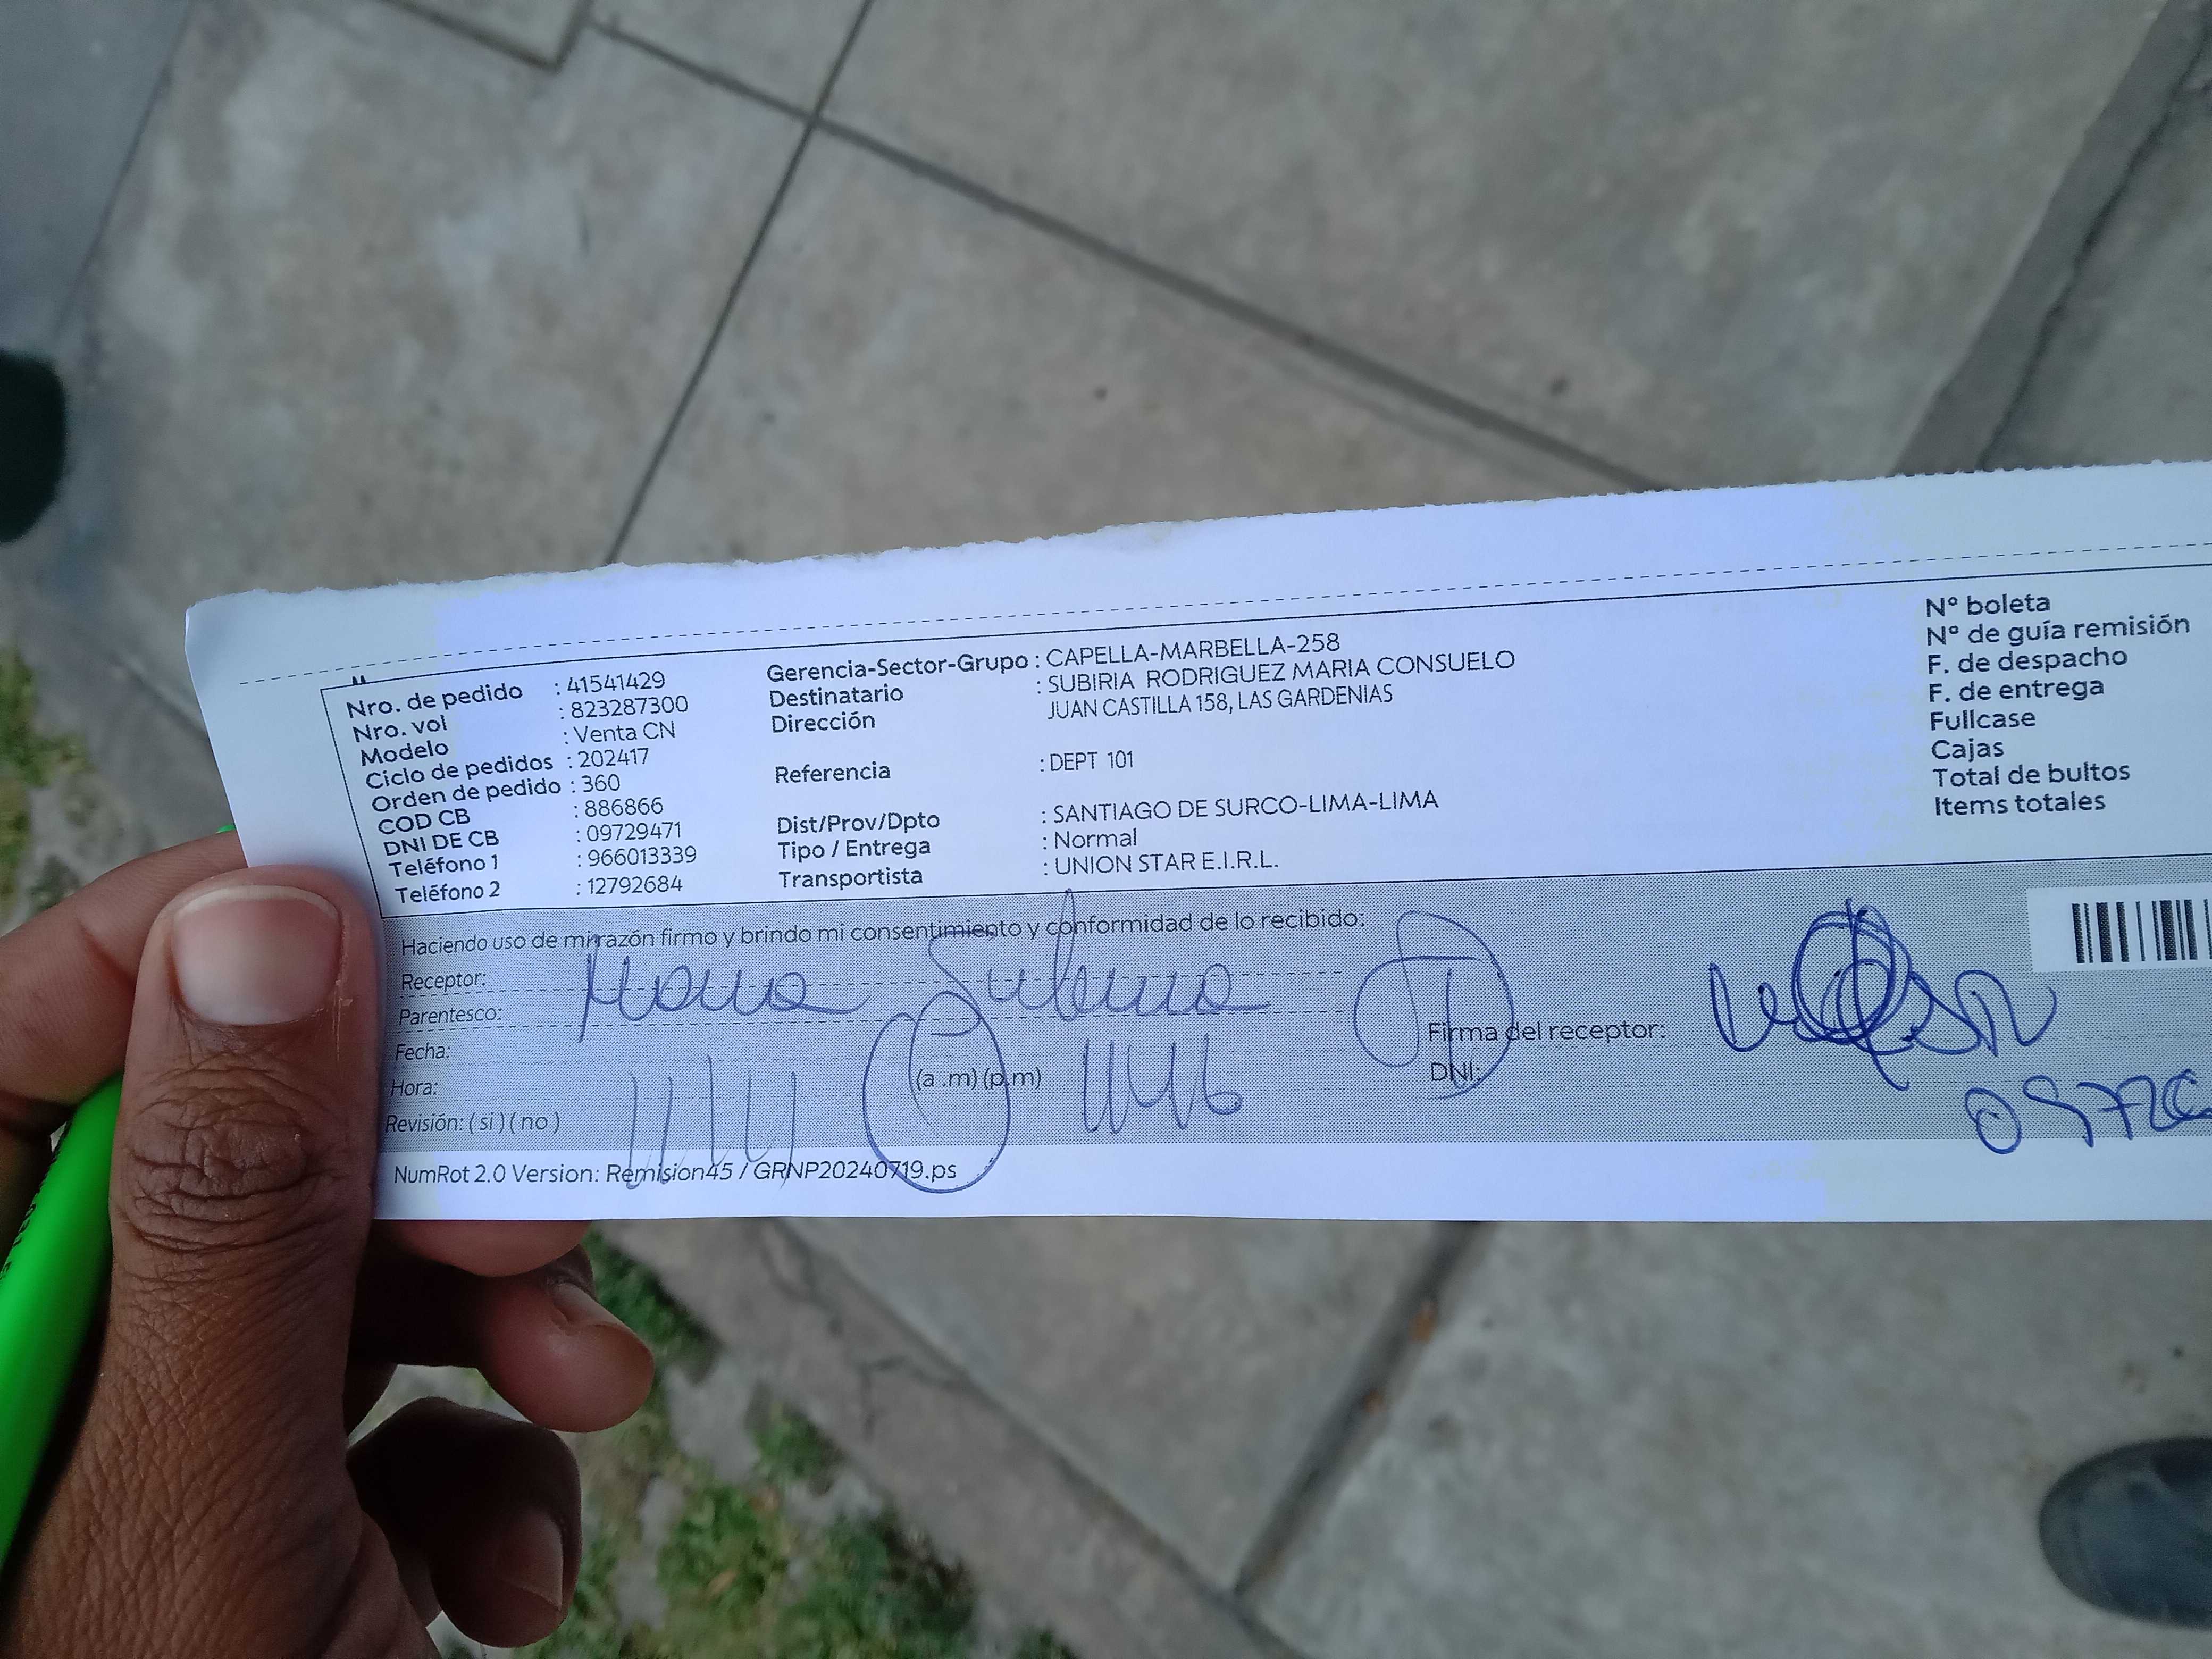 Nro. de pedido : 41541429
Nro. vol : 823287300
Modelo : Venta CN
Ciclo de pedidos : 202417
Orden de pedido : 360
COD CB : 886866
DNI DE CB : 09729471
Teléfono 1 : 966013339
Teléfono 2 : 12792684
Gerencia-Sector-Grupo : CAPELLA-MARBELLA-258
Destinatario : SUBIRIA RODRIGUEZ MARIA CONSUELO
Dirección JUAN CASTILLA 158, LAS GARDENIAS
Referencia : DEPT 101
Dist/Prov/Dpto : SANTIAGO DE SURCO-LIMA-LIMA
Tipo / Entrega : Normal
Transportista : UNION STAR E.I.R.L.
N° boleta
N° de guía remisión
F. de despacho
F. de entrega
Fullcase
Cajas
Total de bultos
Items totales
Haciendo uso de mi razón firmo y brindo mi consentimiento y conformidad de lo recibido:
Receptor: Maria Subiria
Parentesco:
Fecha:
Hora: (a .m) (p.m)
Revisión: ( si ) ( no )
Firma del receptor:
DNI: 0972
NumRot 2.0 Version: Remision45 / GRNP20240719.ps